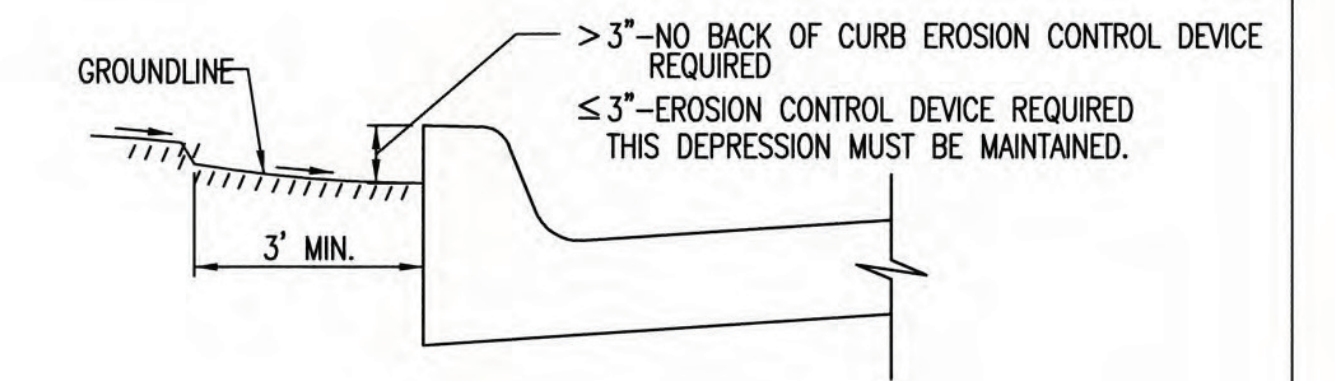 > 3"-NO BACK OF CURB EROSION CONTROL DEVICE
REQUIRED
GROUNDLINE
≤ 3"-EROSION CONTROL DEVICE REQUIRED
THIS DEPRESSION MUST BE MAINTAINED.
3' MIN.